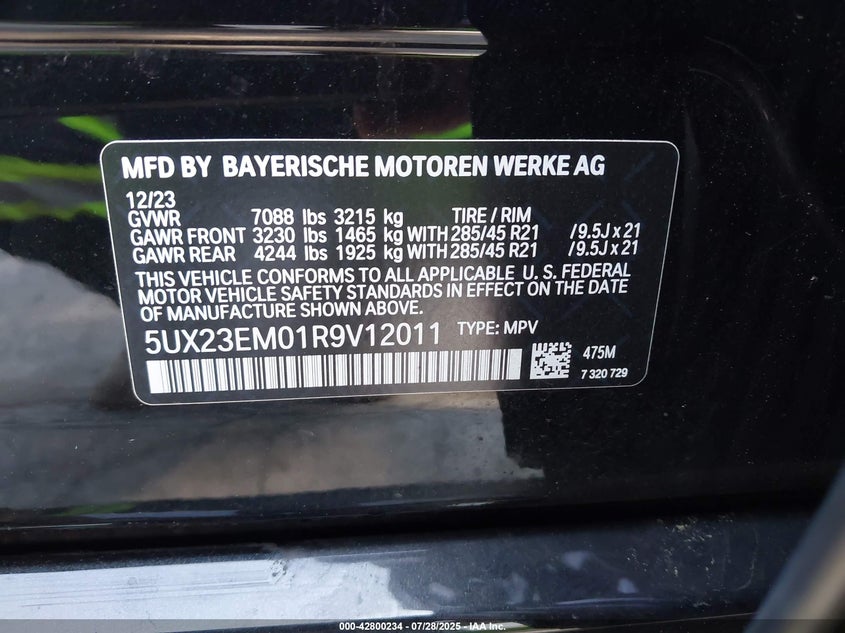 MFD BY BAYERISCHE MOTOREN WERKE AG
12/23
GVWR 7088 lbs 3215 kg TIRE / RIM
GAWR FRONT 3230 lbs 1465 kg WITH 285/45 R21 /9.5J x 21
GAWR REAR 4244 lbs 1925 kg WITH 285/45 R21 /9.5J x 21
THIS VEHICLE CONFORMS TO ALL APPLICABLE U. S. FEDERAL
MOTOR VEHICLE SAFETY STANDARDS IN EFFECT ON THE DATE
OF MANUFACTURE SHOWN ABOVE.
5UX23EM01R9V12011 TYPE: MPV
475M
7 320 729
000-42800234 - 07/28/2025 - IAA Inc.